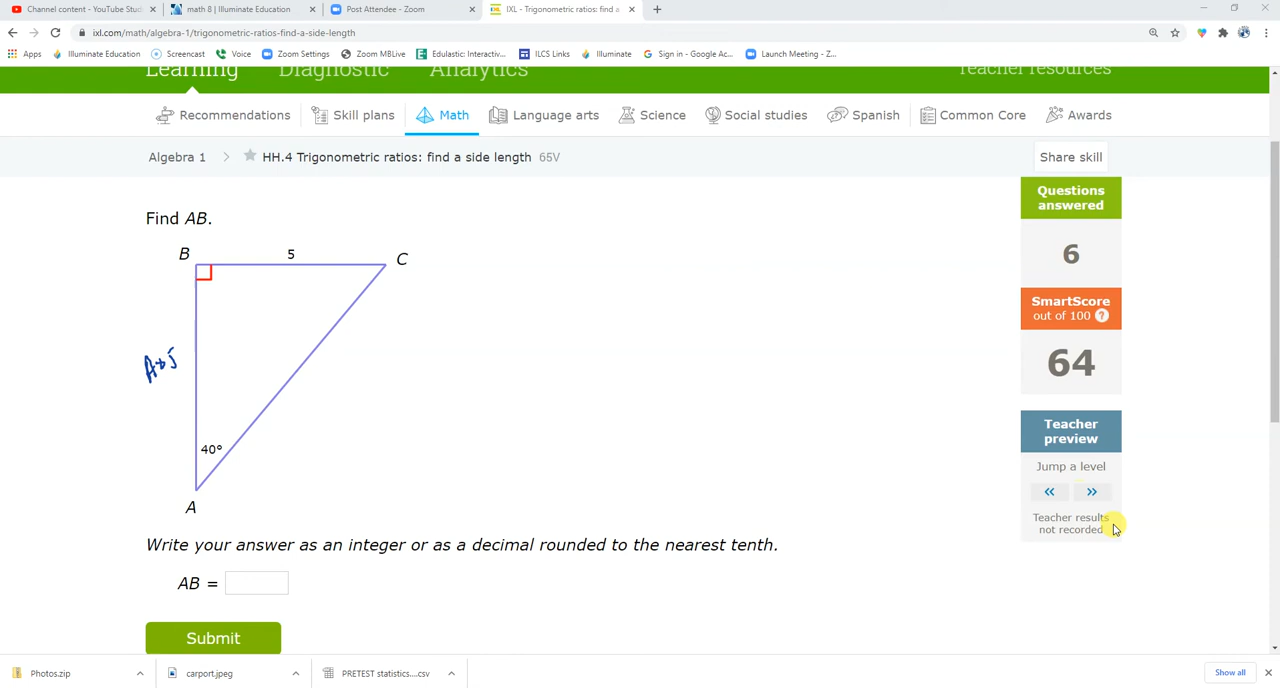 Channel content - YouTube Stud
math 8 | Illuminate Education
Post Attendee - Zoom
IXL - Trigonometric ratios: find a
ixl.com/math/algebra-1/trigonometric-ratios-find-a-side-length
Apps
Illuminate Education
Screencast
Voice
Zoom Settings
Zoom MBLive
Edulastic: Interactiv...
ILCS Links
Illuminate
Sign in - Google Ac...
Launch Meeting - Z...
Learning
Diagnostic
Analytics
Teacher resources
Recommendations
Skill plans
Math
Language arts
Science
Social studies
Spanish
Common Core
Awards
Algebra 1 > HH.4 Trigonometric ratios: find a side length 65V
Share skill
Find AB.
B
5
C
40°
A
Write your answer as an integer or as a decimal rounded to the nearest tenth.
AB =
Submit
Questions
answered
6
SmartScore
out of 100 ?
64
Teacher
preview
Jump a level
<< >>
Teacher results
not recorded
Photos.zip
carport.jpeg
PRETEST statistics....csv
Show all